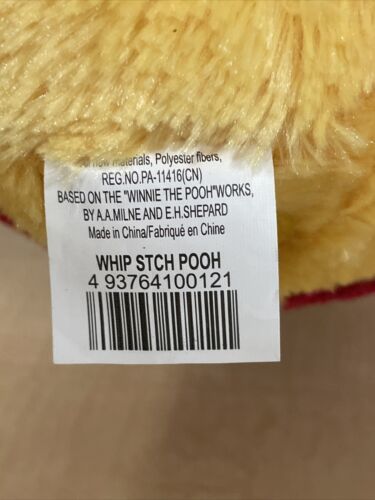 new materials, Polyester fibers,
REG.NO.PA-11416(CN)
BASED ON THE "WINNIE THE POOH"WORKS,
BY A.A.MILNE AND E.H.SHEPARD
Made in China/Fabriqué en Chine
WHIP STCH POOH
4 93764100121